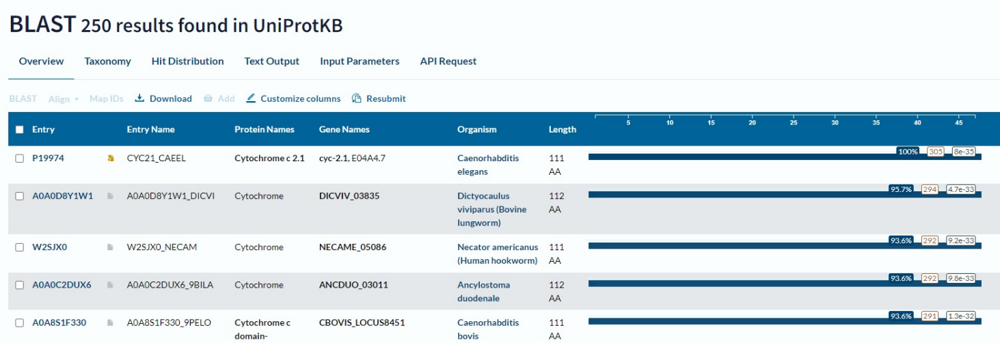 BLAST 250 results found in UniProtKB
Overview Taxonomy Hit Distribution Text Output Input Parameters API Request
BLAST Align Map IDs Download Add Customize columns Resubmit
Entry Entry Name Protein Names Gene Names Organism Length 5 10 15 20 25 30 35 40 45
P19974 CYC21_CAEEL Cytochrome c 2.1 cyc-2.1, E04A4.7 Caenorhabditis 111 100% 305 8e-35
elegans AA
A0A0D8Y1W1 A0A0D8Y1W1_DICVI Cytochrome DICVIV_03835 Dictyocaulus 112 95.7% 294 4.7e-33
viviparus (Bovine AA
lungworm)
W2SJX0 W2SJX0_NECAM Cytochrome NECAME_05086 Necator americanus 111 93.6% 292 9.2e-33
(Human hookworm) AA
A0A0C2DUX6 A0A0C2DUX6_9BILA Cytochrome ANCDUO_03011 Ancylostoma 112 93.6% 292 9.8e-33
duodenale AA
A0A8S1F330 A0A8S1F330_9PELO Cytochrome c CBOVIS_LOCUS8451 Caenorhabditis 111 93.6% 291 1.3e-32
domain- bovis AA